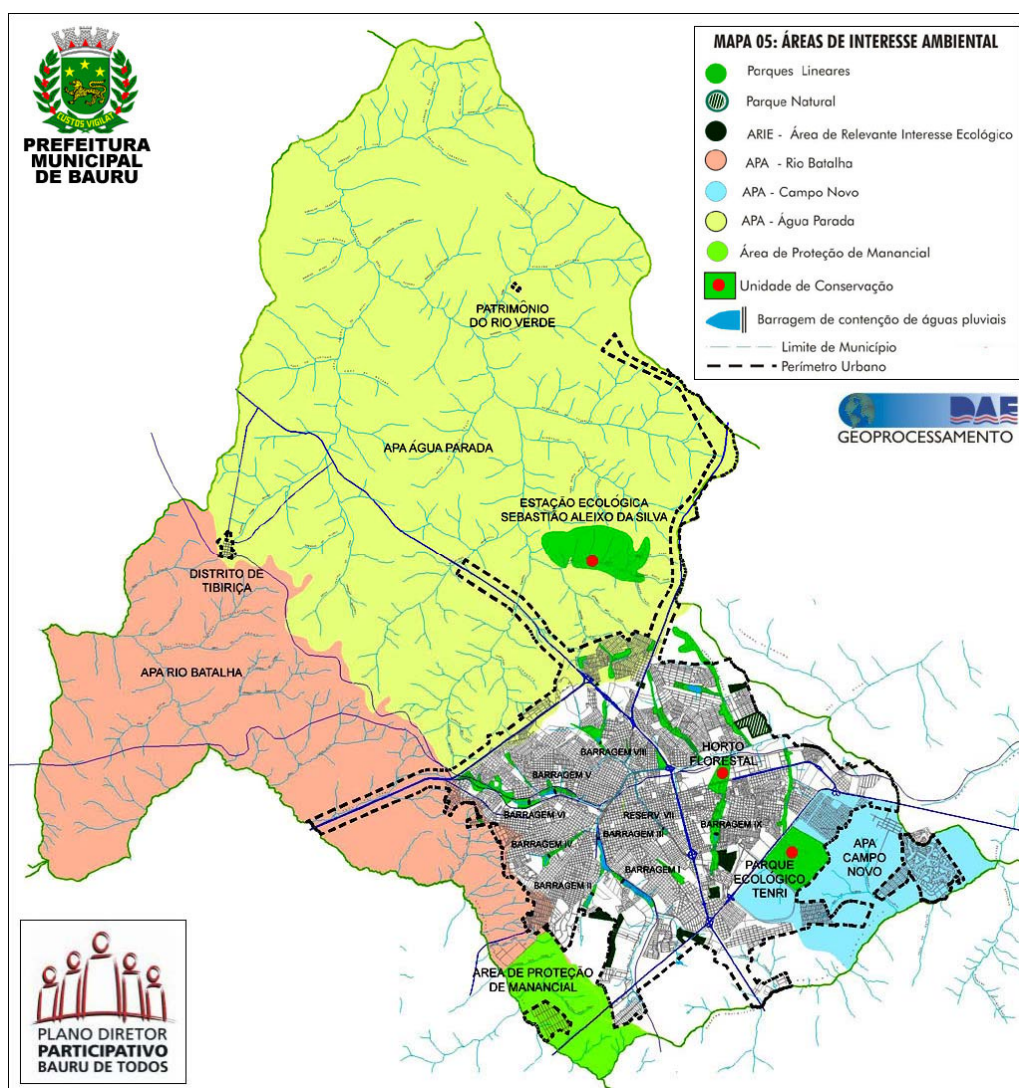 CUSTOS VIGILAT
PREFEITURA
MUNICIPAL
DE BAURU
MAPA 05: ÁREAS DE INTERESSE AMBIENTAL
Parques Lineares
Parque Natural
ARIE - Área de Relevante Interesse Ecológico
APA - Rio Batalha
APA - Campo Novo
APA - Água Parada
Área de Proteção de Manancial
Unidade de Conservação
Barragem de contenção de águas pluviais
Limite de Município
Perímetro Urbano
DAE
GEOPROCESSAMENTO
PATRIMÔNIO
DO RIO VERDE
APA ÁGUA PARADA
ESTAÇÃO ECOLÓGICA
SEBASTIÃO ALEIXO DA SILVA
DISTRITO DE
TIBIRIÇA
APA RIO BATALHA
BARRAGEM VIII
HORTO
FLORESTAL
BARRAGEM V
BARRAGEM VI
RESERV. VII
BARRAGEM IX
BARRAGEM III
BARRAGEM IV
BARRAGEM I
BARRAGEM II
PARQUE
ECOLÓGICO
TENRI
APA
CAMPO
NOVO
ÁREA DE PROTEÇÃO
DE MANANCIAL
PLANO DIRETOR
PARTICIPATIVO
BAURU DE TODOS